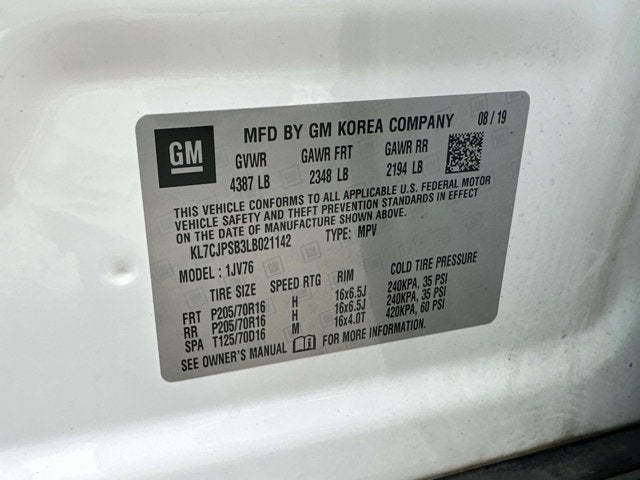 GM MFD BY GM KOREA COMPANY 08 / 19
GVWR GAWR FRT GAWR RR
4387 LB 2348 LB 2194 LB
THIS VEHICLE CONFORMS TO ALL APPLICABLE U.S. FEDERAL MOTOR
VEHICLE SAFETY AND THEFT PREVENTION STANDARDS IN EFFECT
ON THE DATE OF MANUFACTURE SHOWN ABOVE.
KL7CJPSB3LB021142 TYPE: MPV
MODEL : 1JV76
TIRE SIZE SPEED RTG RIM COLD TIRE PRESSURE
FRT P205/70R16 H 16x6.5J 240KPA, 35 PSI
RR P205/70R16 H 16x6.5J 240KPA, 35 PSI
SPA T125/70D16 M 16x4.0T 420KPA, 60 PSI
SEE OWNER'S MANUAL FOR MORE INFORMATION.